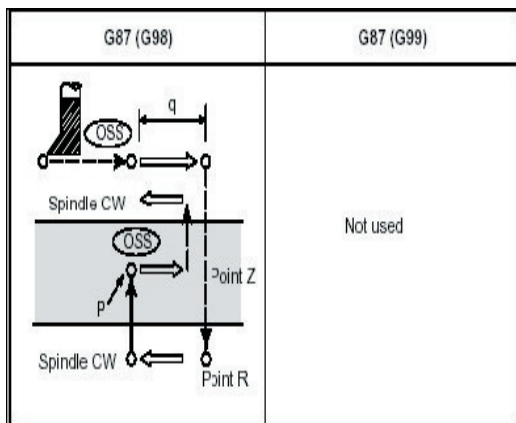 G87 (G98)
G87 (G99)
q
OSS
Spindle CW
OSS
Not used
Point Z
P
Spindle CW
Point R